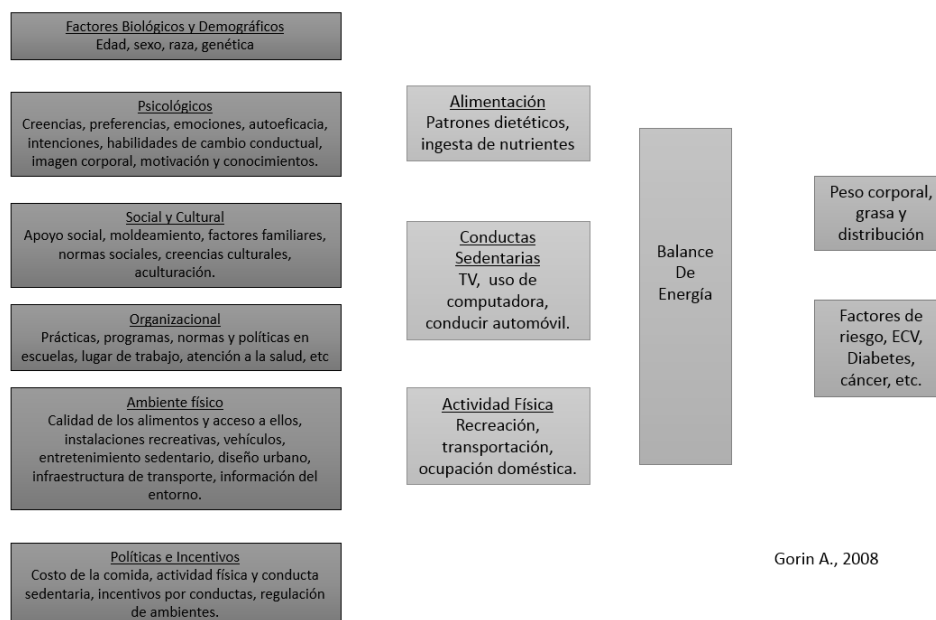 Factores Biológicos y Demográficos
Edad, sexo, raza, genética
Psicológicos
Creencias, preferencias, emociones, autoeficacia,
intenciones, habilidades de cambio conductual,
imagen corporal, motivación y conocimientos.
Social y Cultural
Apoyo social, moldeamiento, factores familiares,
normas sociales, creencias culturales,
aculturación.
Organizacional
Prácticas, programas, normas y políticas en
escuelas, lugar de trabajo, atención a la salud, etc
Ambiente físico
Calidad de los alimentos y acceso a ellos,
instalaciones recreativas, vehículos,
entretenimiento sedentario, diseño urbano,
infraestructura de transporte, información del
entorno.
Políticas e Incentivos
Costo de la comida, actividad física y conducta
sedentaria, incentivos por conductas, regulación
de ambientes.
Alimentación
Patrones dietéticos,
ingesta de nutrientes
Conductas
Sedentarias
TV, uso de
computadora,
conducir automóvil.
Actividad Física
Recreación,
transportación,
ocupación doméstica.
Balance
De
Energía
Peso corporal,
grasa y
distribución
Factores de
riesgo, ECV,
Diabetes,
cáncer, etc.
Gorin A., 2008